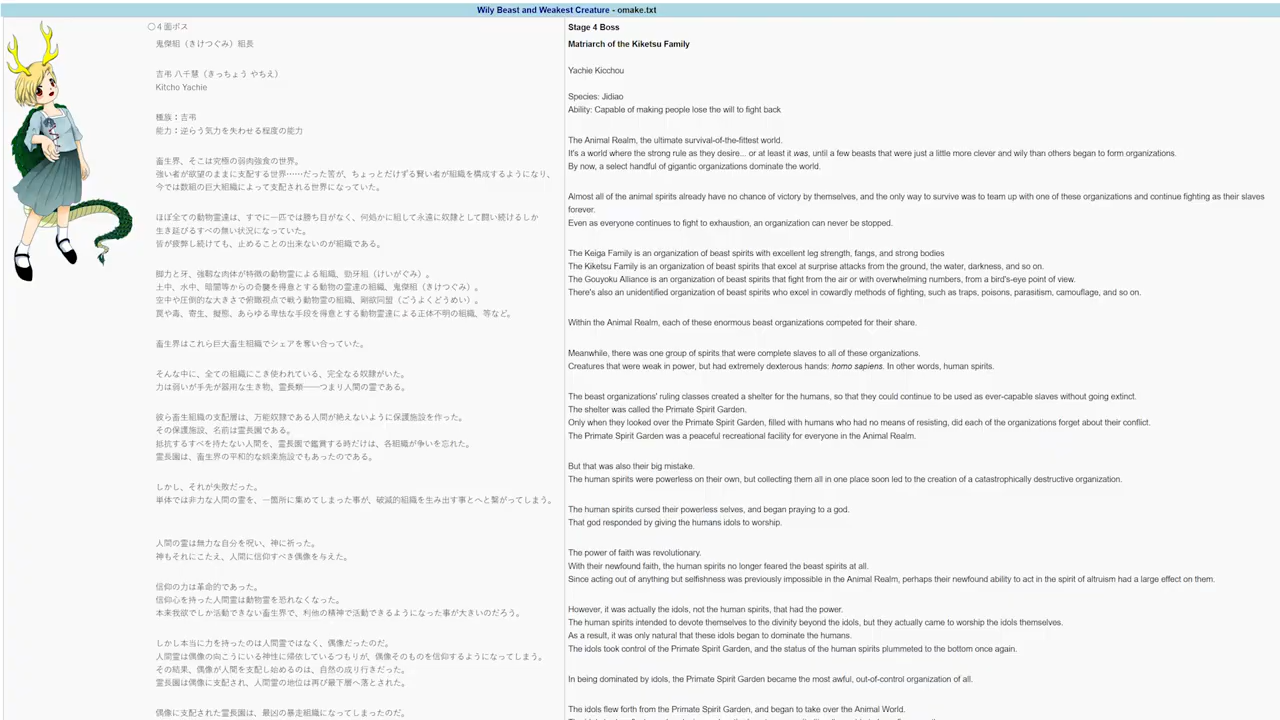 Wily Beast and Weakest Creature - omake.txt
○４面ボス
鬼傑組（きけつぐみ）組長
吉弔 八千慧（きっちょう やちえ）
Kitcho Yachie
種族：吉弔
能力：逆らう気力を失わせる程度の能力
畜生界、そこは究極の弱肉強食の世界。
強い者が欲望のままに支配する世界……だった筈が、ちょっとだけずる賢い者が組織を構成するようになり、
今では数組の巨大組織によって支配される世界になっていた。
ほぼ全ての動物霊達は、すでに一匹では勝ち目がなく、何処かに組して永遠に奴隷として闘い続けるしか
生き延びるすべの無い状況になっていた。
皆が疲弊し続けても、止めることの出来ないのが組織である。
脚力と牙、強靱な肉体が特徴の動物霊による組織、勁牙組（けいがぐみ）。
土中、水中、暗闇等からの奇襲を得意とする動物の霊達の組織、鬼傑組（きけつぐみ）。
空中や圧倒的な大きさで俯瞰視点で戦う動物霊の組織、剛欲同盟（ごうよくどうめい）。
罠や毒、寄生、擬態、あらゆる卑怯な手段を得意とする動物霊達による正体不明の組織、等など。
畜生界はこれら巨大畜生組織でシェアを奪い合っていた。
そんな中に、全ての組織にこき使われている、完全なる奴隷がいた。
力は弱いが手先が器用な生き物、霊長類──つまり人間の霊である。
彼ら畜生組織の支配層は、万能奴隷である人間が絶えないように保護施設を作った。
その保護施設、名前は霊長園である。
抵抗するすべを持たない人間を、霊長園で鑑賞する時だけは、各組織が争いを忘れた。
霊長園は、畜生界の平和的な娯楽施設でもあったのである。
しかし、それが失敗だった。
単体では非力な人間の霊を、一箇所に集めてしまった事が、破滅的組織を生み出す事とへと繋がってしまう。
人間の霊は無力な自分を呪い、神に祈った。
神もそれにこたえ、人間に信仰すべき偶像を与えた。
信仰の力は革命的であった。
信仰心を持った人間霊は動物霊を恐れなくなった。
本来我欲でしか活動できない畜生界で、利他の精神で活動できるようになった事が大きいのだろう。
しかし本当に力を持ったのは人間霊ではなく、偶像だったのだ。
人間霊は偶像の向こうにいる神性に帰依しているつもりが、偶像そのものを信仰するようになってしまう。
その結果、偶像が人間を支配し始めるのは、自然の成り行きだった。
霊長園は偶像に支配され、人間霊の地位は再び最下層へ落とされた。
偶像に支配された霊長園は、最凶の暴走組織になってしまったのだ。
Stage 4 Boss
Matriarch of the Kiketsu Family
Yachie Kicchou
Species: Jidiao
Ability: Capable of making people lose the will to fight back
The Animal Realm, the ultimate survival-of-the-fittest world.
It's a world where the strong rule as they desire... or at least it was, until a few beasts that were just a little more clever and wily than others began to form organizations.
By now, a select handful of gigantic organizations dominate the world.
Almost all of the animal spirits already have no chance of victory by themselves, and the only way to survive was to team up with one of these organizations and continue fighting as their slaves
forever.
Even as everyone continues to fight to exhaustion, an organization can never be stopped.
The Keiga Family is an organization of beast spirits with excellent leg strength, fangs, and strong bodies
The Kiketsu Family is an organization of beast spirits that excel at surprise attacks from the ground, the water, darkness, and so on.
The Gouyoku Alliance is an organization of beast spirits that fight from the air or with overwhelming numbers, from a bird's-eye point of view.
There's also an unidentified organization of beast spirits who excel in cowardly methods of fighting, such as traps, poisons, parasitism, camouflage, and so on.
Within the Animal Realm, each of these enormous beast organizations competed for their share.
Meanwhile, there was one group of spirits that were complete slaves to all of these organizations.
Creatures that were weak in power, but had extremely dexterous hands: homo sapiens. In other words, human spirits.
The beast organizations' ruling classes created a shelter for the humans, so that they could continue to be used as ever-capable slaves without going extinct.
The shelter was called the Primate Spirit Garden.
Only when they looked over the Primate Spirit Garden, filled with humans who had no means of resisting, did each of the organizations forget about their conflict.
The Primate Spirit Garden was a peaceful recreational facility for everyone in the Animal Realm.
But that was also their big mistake.
The human spirits were powerless on their own, but collecting them all in one place soon led to the creation of a catastrophically destructive organization.
The human spirits cursed their powerless selves, and began praying to a god.
That god responded by giving the humans idols to worship.
The power of faith was revolutionary.
With their newfound faith, the human spirits no longer feared the beast spirits at all.
Since acting out of anything but selfishness was previously impossible in the Animal Realm, perhaps their newfound ability to act in the spirit of altruism had a large effect on them.
However, it was actually the idols, not the human spirits, that had the power.
The human spirits intended to devote themselves to the divinity beyond the idols, but they actually came to worship the idols themselves.
As a result, it was only natural that these idols began to dominate the humans.
The idols took control of the Primate Spirit Garden, and the status of the human spirits plummeted to the bottom once again.
In being dominated by idols, the Primate Spirit Garden became the most awful, out-of-control organization of all.
The idols flew forth from the Primate Spirit Garden, and began to take over the Animal World.